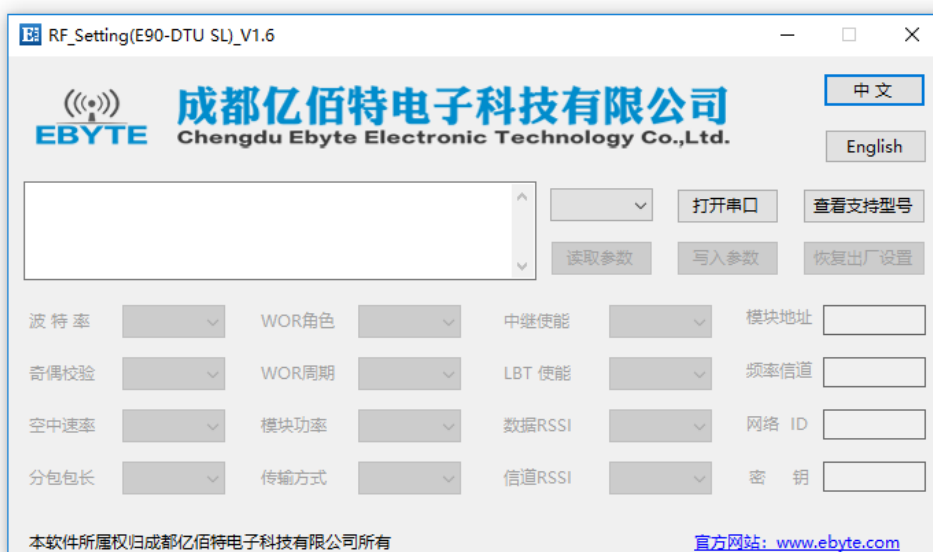 RF_Setting(E90-DTU SL)_V1.6
EBYTE
成都亿佰特电子科技有限公司
Chengdu Ebyte Electronic Technology Co.,Ltd.
中 文
English
打开串口
查看支持型号
读取参数
写入参数
恢复出厂设置
波 特 率
WOR角色
中继使能
模块地址
奇偶校验
WOR周期
LBT 使能
频率信道
空中速率
模块功率
数据RSSI
网络 ID
分包包长
传输方式
信道RSSI
密 钥
本软件所属权归成都亿佰特电子科技有限公司所有
官方网站：www.ebyte.com